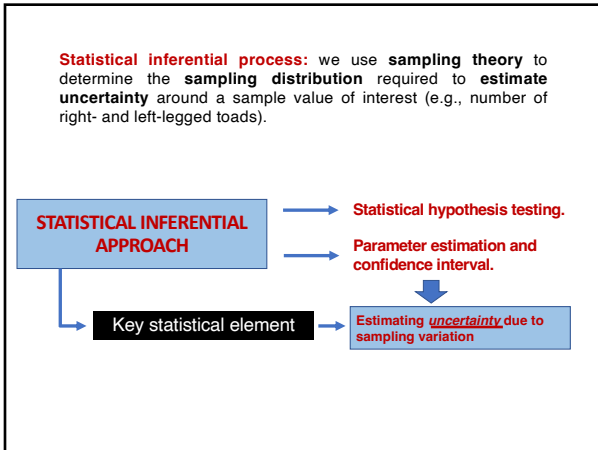 Statistical inferential process: we use sampling theory to
determine the sampling distribution required to estimate
uncertainty around a sample value of interest (e.g., number of
right- and left-legged toads).
STATISTICAL INFERENTIAL
APPROACH
Statistical hypothesis testing.
Parameter estimation and
confidence interval.
Key statistical element
Estimating uncertainty due to
sampling variation